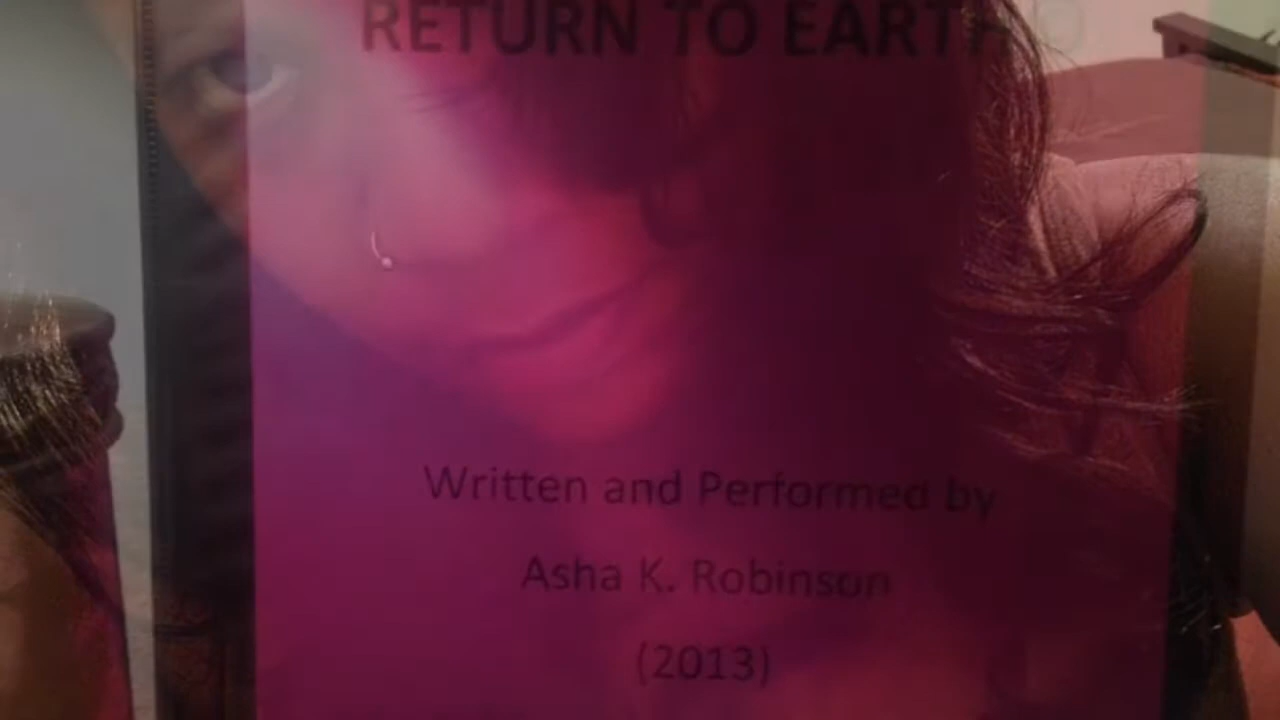 RETURN TO EARTH
Written and Performed by
Asha K. Robinson
(2013)